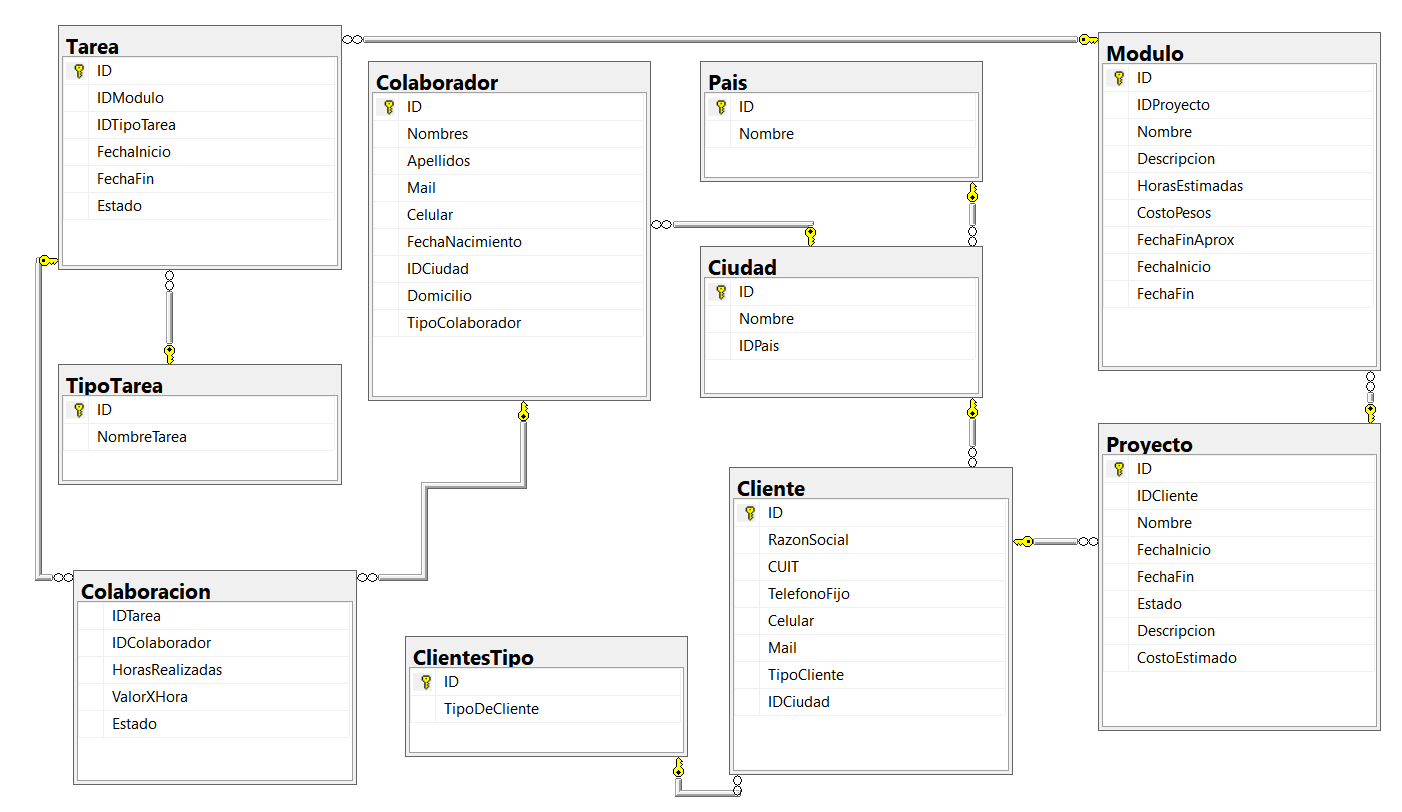 Tarea
ID
IDModulo
IDTipoTarea
FechaInicio
FechaFin
Estado
Colaborador
ID
Nombres
Apellidos
Mail
Celular
FechaNacimiento
IDCiudad
Domicilio
TipoColaborador
Pais
ID
Nombre
Modulo
ID
IDProyecto
Nombre
Descripcion
HorasEstimadas
CostoPesos
FechaFinAprox
FechaInicio
FechaFin
Ciudad
ID
Nombre
IDPais
TipoTarea
ID
NombreTarea
Proyecto
ID
IDCliente
Nombre
FechaInicio
FechaFin
Estado
Descripcion
CostoEstimado
Cliente
ID
RazonSocial
CUIT
TelefonoFijo
Celular
Mail
TipoCliente
IDCiudad
Colaboracion
IDTarea
IDColaborador
HorasRealizadas
ValorXHora
Estado
ClientesTipo
ID
TipoDeCliente